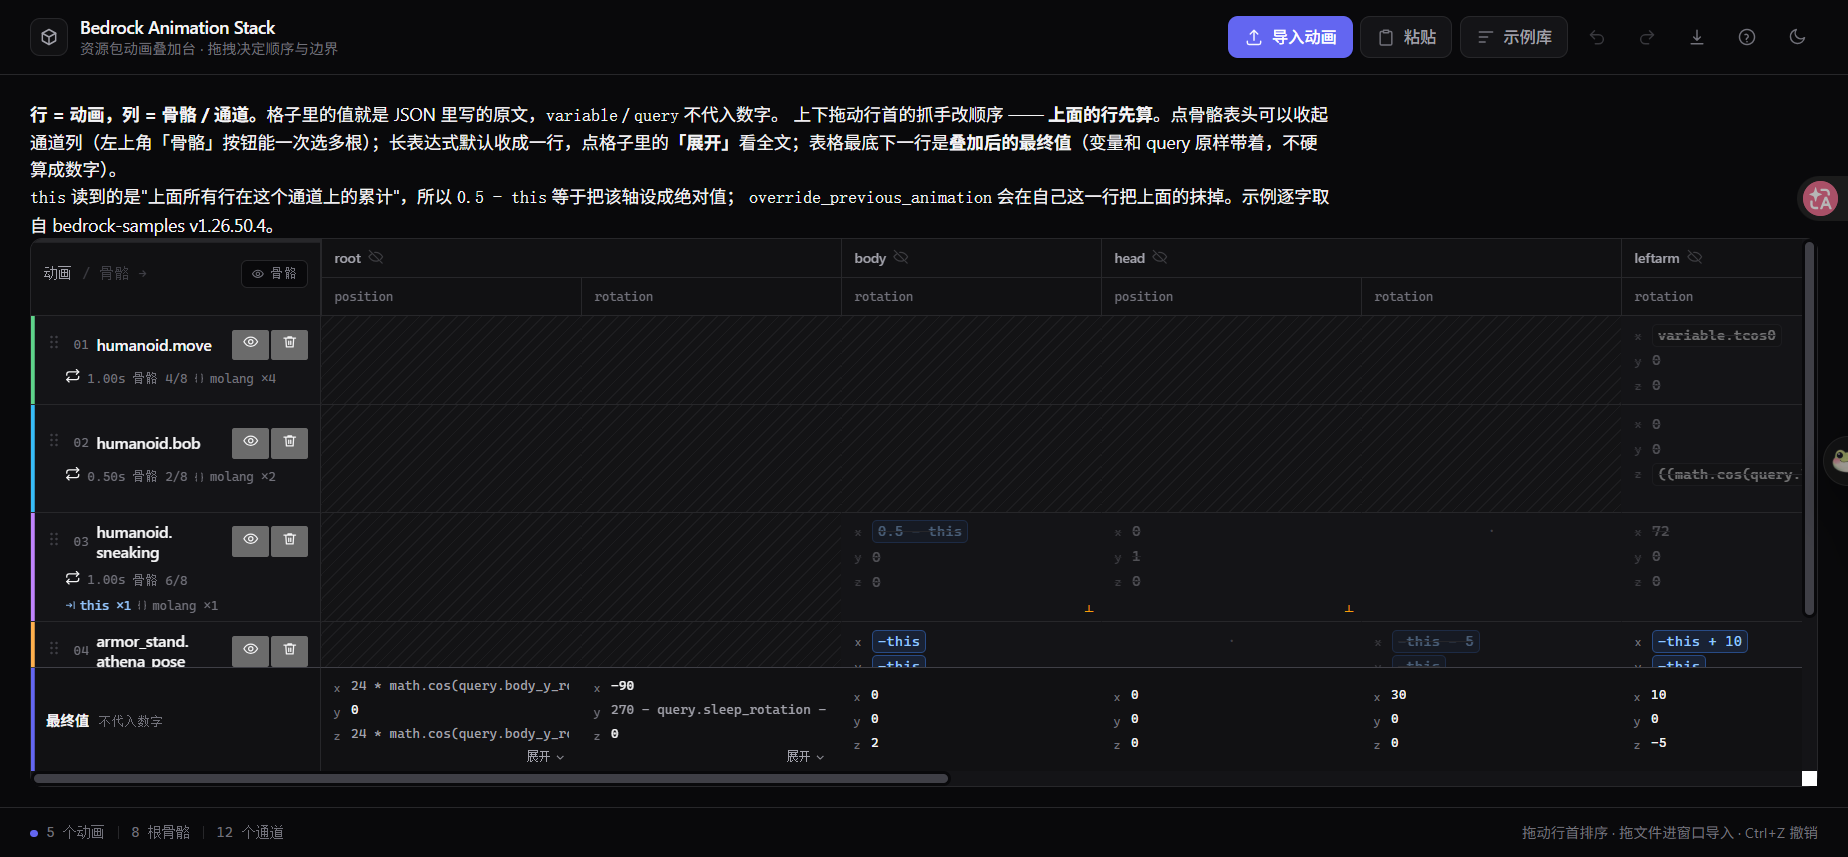 Bedrock Animation Stack
资源包动画叠加台 · 拖拽决定顺序与边界
导入动画
粘贴
示例库
行 = 动画，列 = 骨骼 / 通道。格子里的值就是 JSON 里写的原文，variable / query 不代入数字。 上下拖动行首的抓手改顺序 —— 上面的行先算。点骨骼表头可以收起
通道列（左上角「骨骼」按钮能一次选多根）；长表达式默认收成一行，点格子里的「展开」看全文；表格最底下一行是叠加后的最终值（变量和 query 原样带着，不硬
算成数字）。
this 读到的是"上面所有行在这个通道上的累计"，所以 0.5 - this 等于把该轴设成绝对值； override_previous_animation 会在自己这一行把上面的抹掉。示例逐字取
自 bedrock-samples v1.26.50.4。
动画 / 骨骼 →
骨骼
root
body
head
leftarm
position
rotation
rotation
position
rotation
rotation
01 humanoid.move
1.00s 骨骼 4/8 molang ×4
x variable.tcos0
y 0
z 0
02 humanoid.bob
0.50s 骨骼 2/8 molang ×2
x 0
y 0
z {(math.cos(query.
03 humanoid.
sneaking
1.00s 骨骼 6/8
this ×1 molang ×1
x 0.5 - this
y 0
z 0
x 0
y 1
z 0
x 72
y 0
z 0
04 armor_stand.
athena_pose
x -this
y -this
x -this - 5
-this
x -this + 10
y -this
最终值 不代入数字
x 24 * math.cos(query.body_y_ro
y 0
z 24 * math.cos(query.body_y_ro
展开
x -90
y 270 - query.sleep_rotation -
z 0
展开
x 0
y 0
z 2
x 0
y 0
z 0
x 30
y 0
z 0
x 10
y 0
z -5
5 个动画
8 根骨骼
12 个通道
拖动行首排序 · 拖文件进窗口导入 · Ctrl+Z 撤销